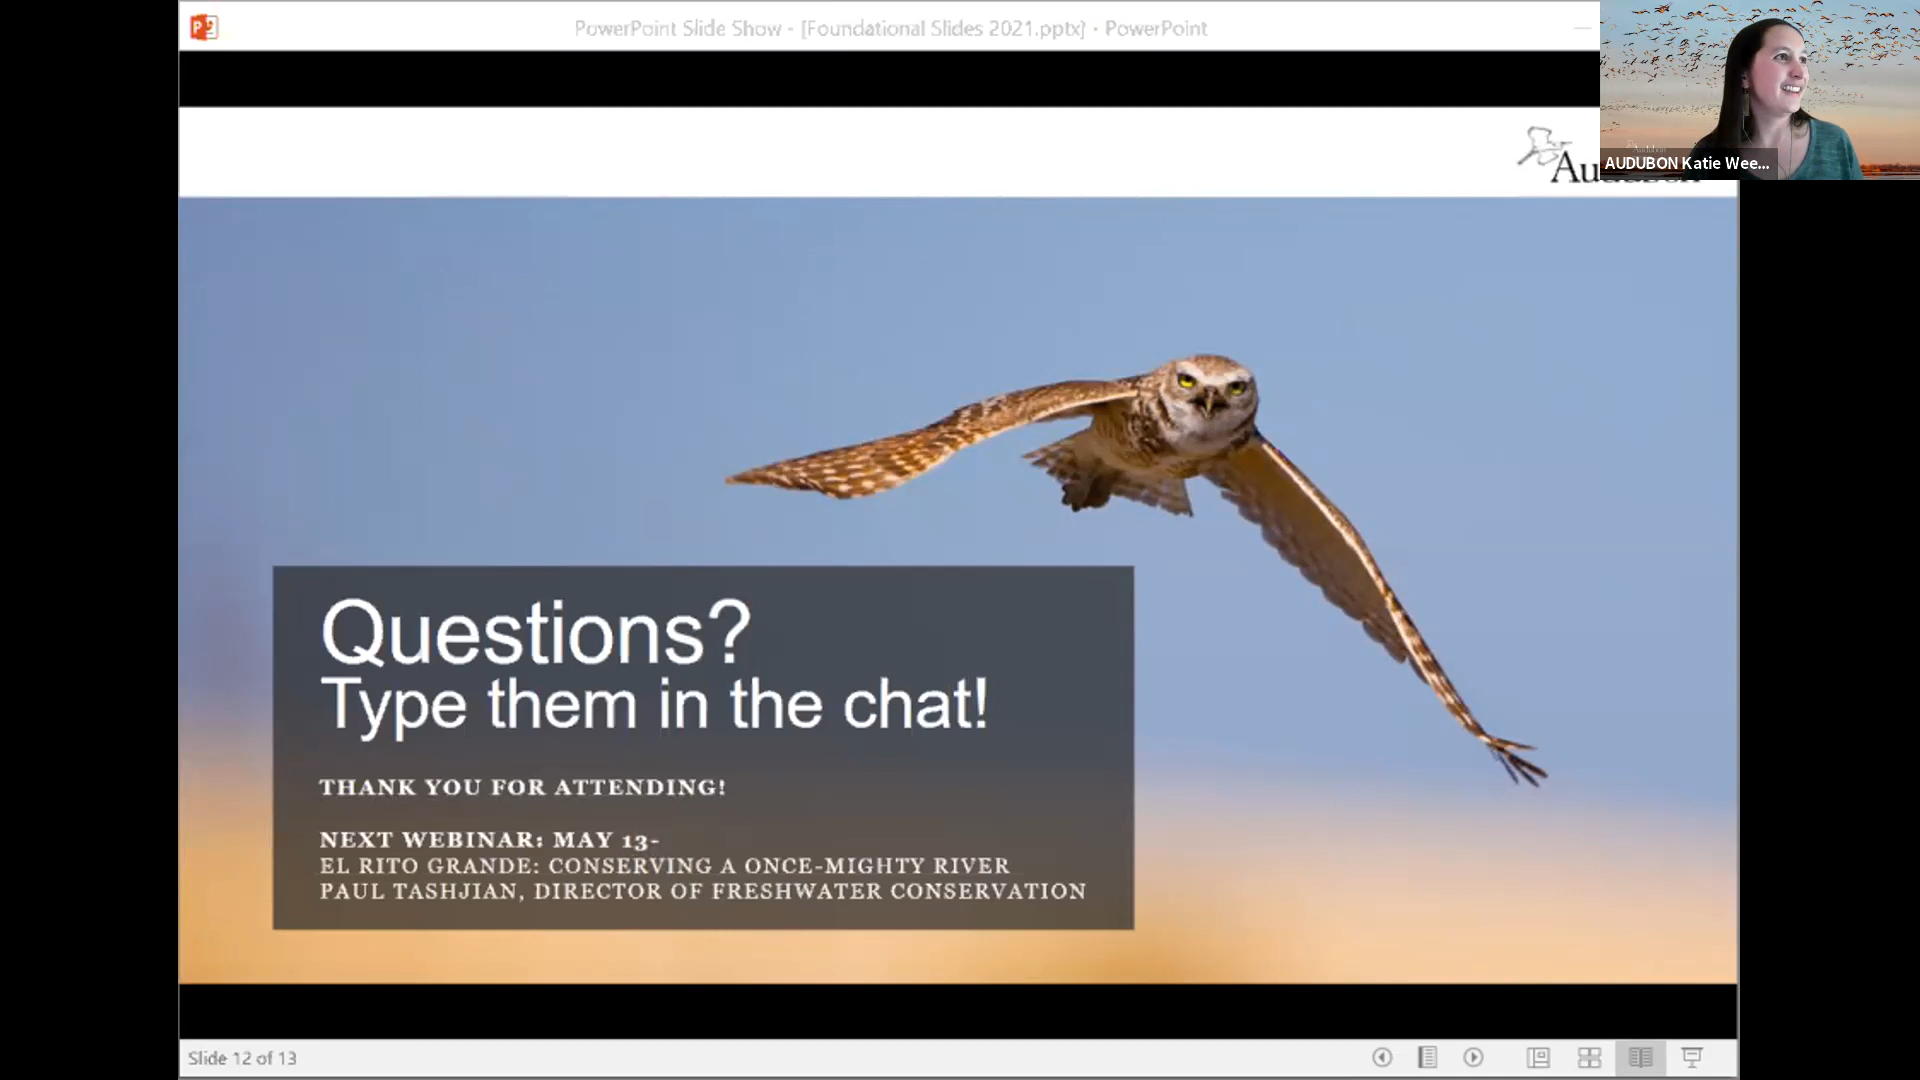 PowerPoint Slide Show - [Foundational Slides 2021.pptx] - PowerPoint
AUDUBON Katie Wee...
Questions?
Type them in the chat!
THANK YOU FOR ATTENDING!
NEXT WEBINAR: MAY 13-
EL RITO GRANDE: CONSERVING A ONCE-MIGHTY RIVER
PAUL TASHJIAN, DIRECTOR OF FRESHWATER CONSERVATION
Slide 12 of 13